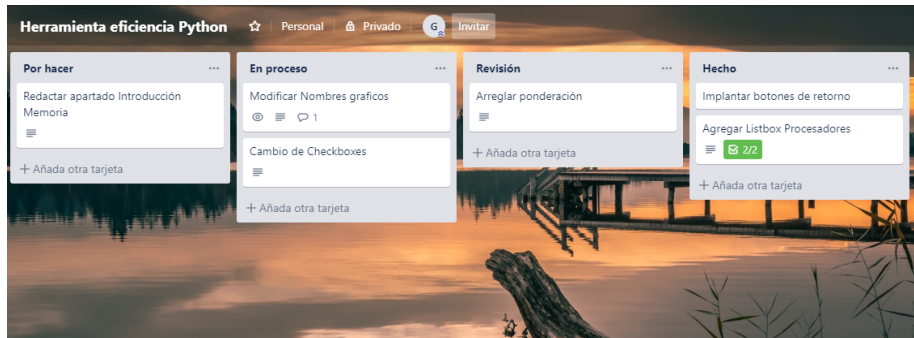 Herramienta eficiencia Python
Personal
Privado
G
Invitar
Por hacer
Redactar apartado Introducción
Memoria
+ Añada otra tarjeta
En proceso
Modificar Nombres graficos
1
Cambio de Checkboxes
+ Añada otra tarjeta
Revisión
Arreglar ponderación
+ Añada otra tarjeta
Hecho
Implantar botones de retorno
Agregar Listbox Procesadores
2/2
+ Añada otra tarjeta